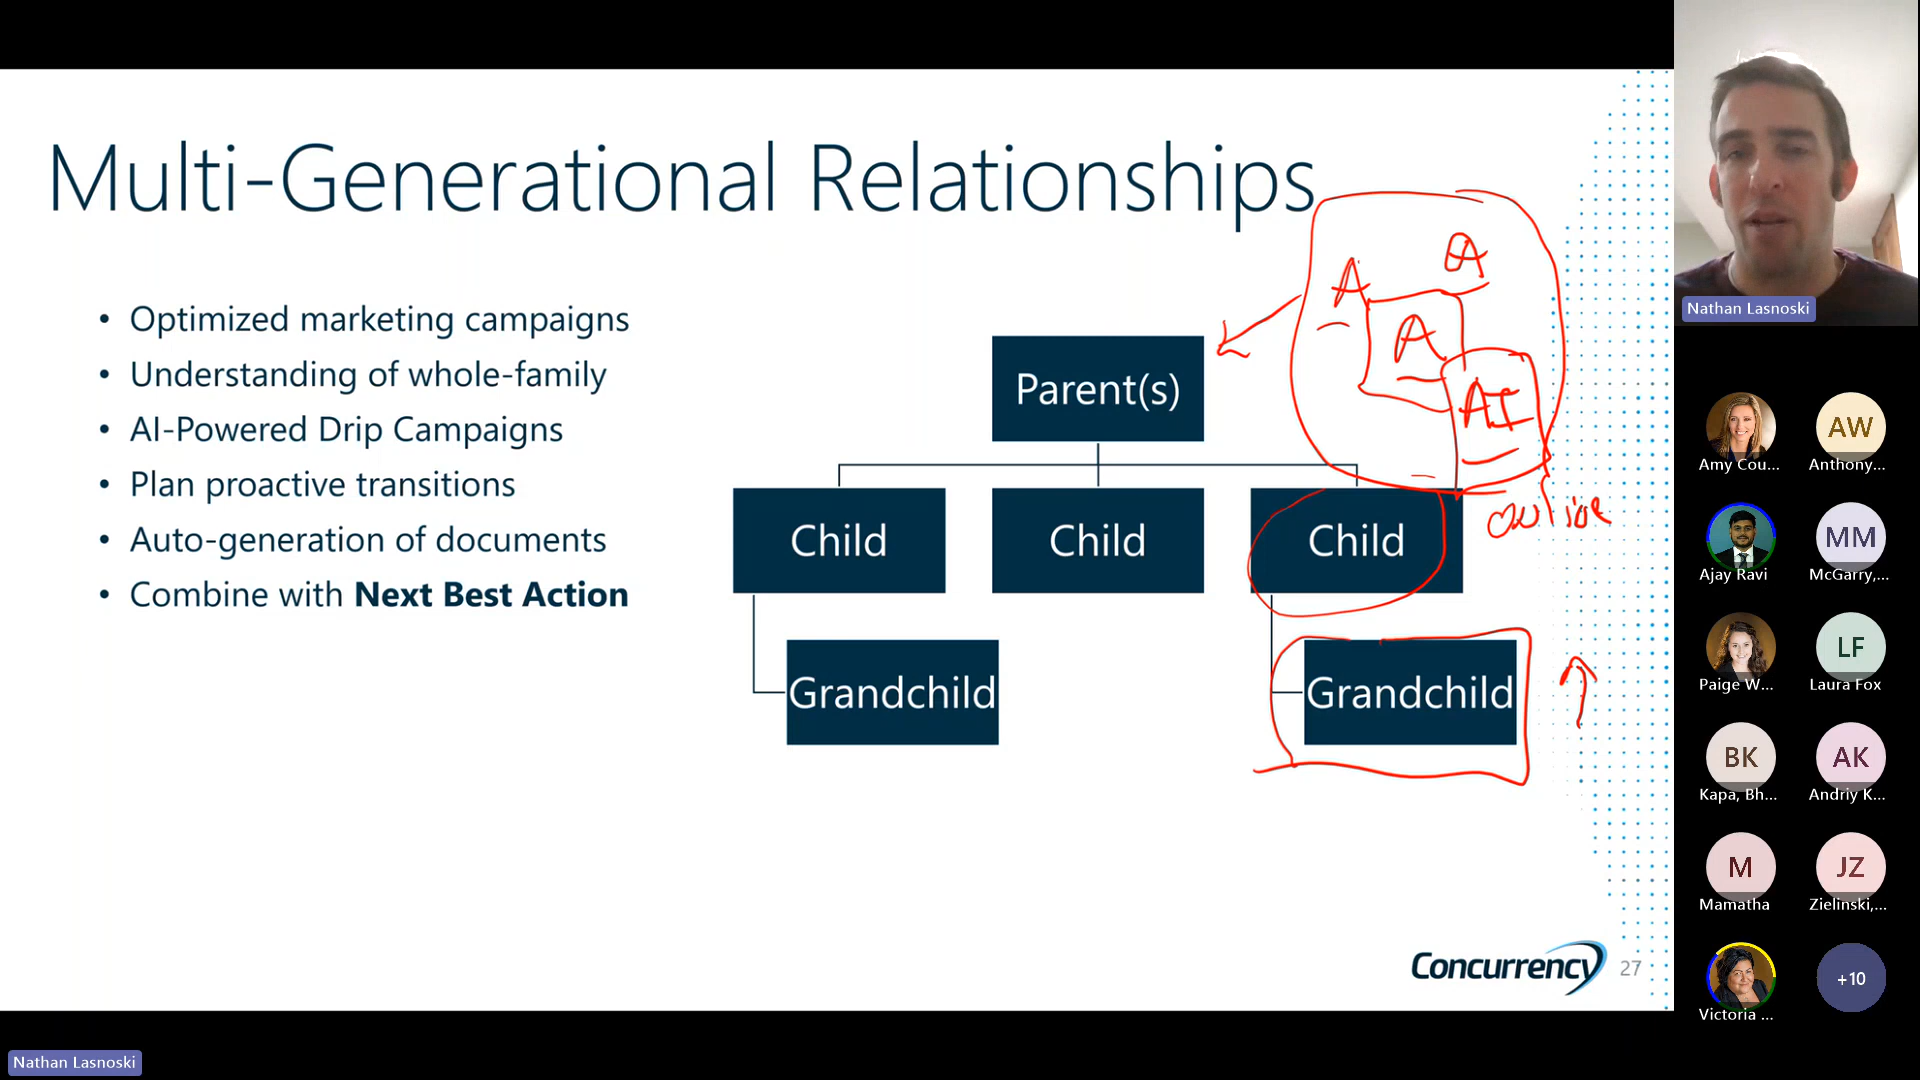 Multi-Generational Relationships
• Optimized marketing campaigns
• Understanding of whole-family
• AI-Powered Drip Campaigns
• Plan proactive transitions
• Auto-generation of documents
• Combine with Next Best Action
Parent(s)
Child
Child
Child
Grandchild
Grandchild
A
A
A
AI
Concurrency
27
Nathan Lasnoski
Amy Cou...
AW
Anthony...
Ajay Ravi
MM
McGarry,...
Paige W...
LF
Laura Fox
BK
Kapa, Bh...
AK
Andriy K...
M
Mamatha
JZ
Zielinski,...
Victoria ...
+10
Nathan Lasnoski